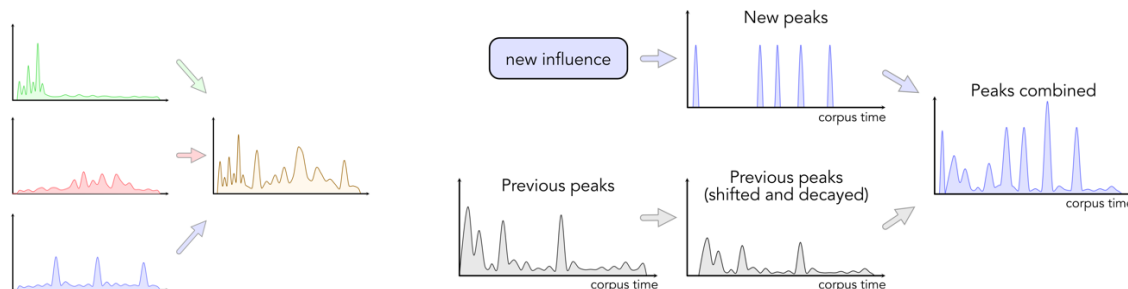 New peaks
new influence
corpus time
Peaks combined
corpus time
Previous peaks
corpus time
Previous peaks
(shifted and decayed)
corpus time